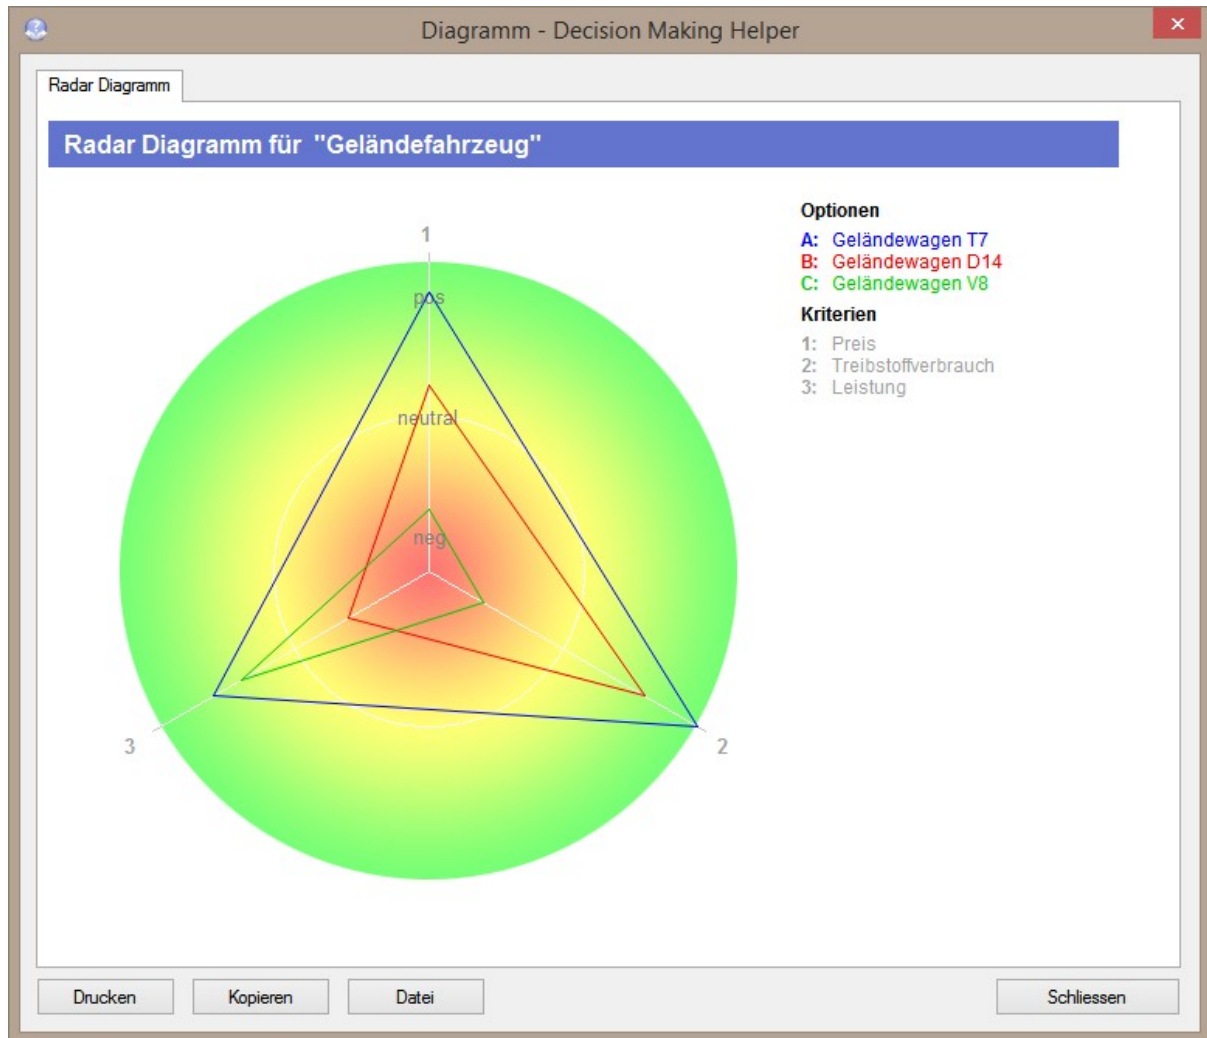 Diagramm - Decision Making Helper
Radar Diagramm
Radar Diagramm für "Geländefahrzeug"
1
pos
neutral
neg
3
2
Optionen
A: Geländewagen T7
B: Geländewagen D14
C: Geländewagen V8
Kriterien
1: Preis
2: Treibstoffverbrauch
3: Leistung
Drucken
Kopieren
Datei
Schliessen